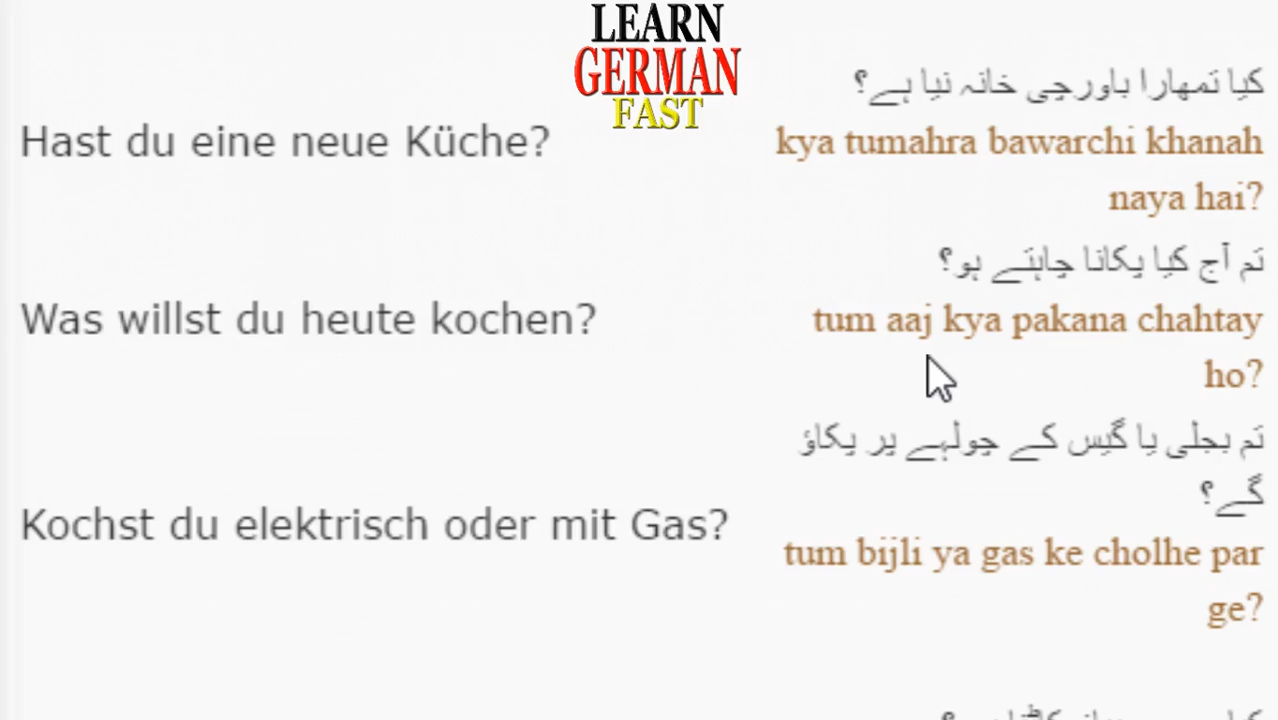 LEARN
GERMAN
FAST
Hast du eine neue Küche?
کیا تمھارا باورچی خانہ نیا ہے؟
kya tumahra bawarchi khanah
naya hai?
Was willst du heute kochen?
تم آج کیا پکانا چاہتے ہو؟
tum aaj kya pakana chahtay
ho?
Kochst du elektrisch oder mit Gas?
تم بجلی یا گیس کے چولہے پر پکاؤ
گے؟
tum bijli ya gas ke cholhe par
ge?